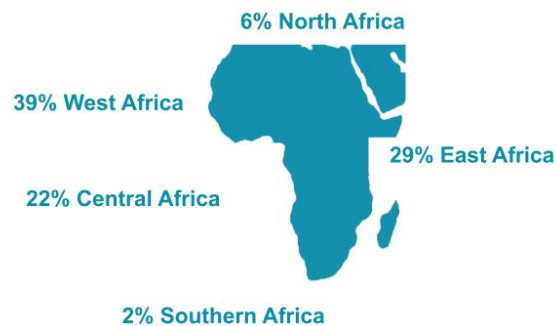 6% North Africa
39% West Africa
29% East Africa
22% Central Africa
2% Southern Africa